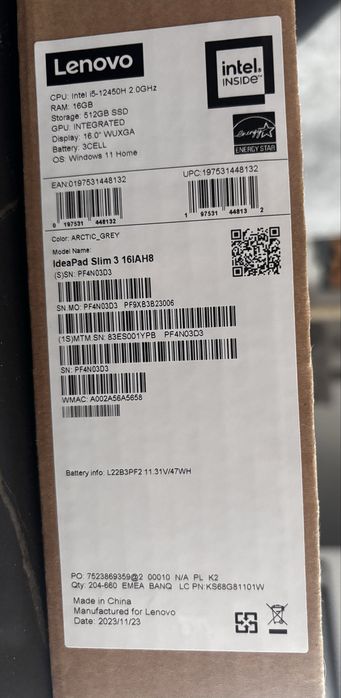 Lenovo
intel.
INSIDE™
CPU: Intel i5-12450H 2.0GHz
RAM: 16GB
Storage: 512GB SSD
GPU: INTEGRATED
Display: 16.0" WUXGA
Battery: 3CELL
OS: Windows 11 Home
energy
ENERGY STAR
EAN:0197531448132
UPC:197531448132
0 197531 448132
1 97531 44813 2
Color: ARCTIC_GREY
Model Name:
IdeaPad Slim 3 16IAH8
(S)SN: PF4N03D3
SN.MO: PF4N03D3 PF9XB3B23006
(1S)MTM.SN: 83ES001YPB PF4N03D3
SN: PF4N03D3
WMAC: A002A56A5658
Battery info: L22B3PF2 11.31V/47WH
PO: 7523869359@2 00010 N/A PL K2
Qty: 204-660 EMEA BANQ LC PN:KS68G81101W
Made in China
Manufactured for Lenovo
Date: 2023/11/23